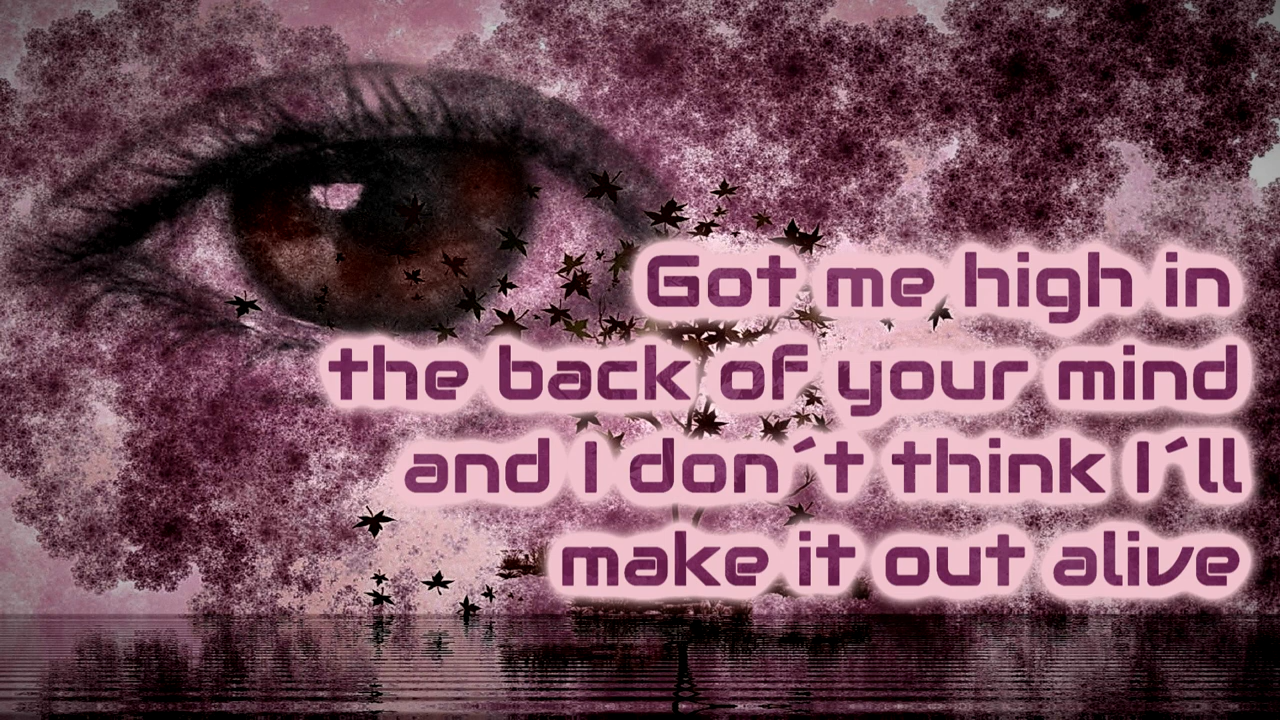 Got me high in
the back of your mind
and I don´t think I´ll
make it out alive